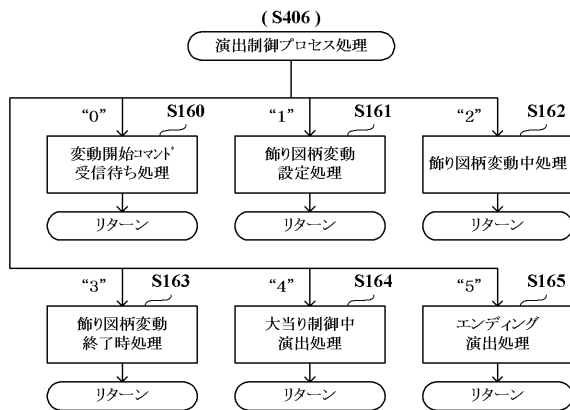 (S406)
演出制御プロセス処理
“0”
S160
変動開始コマンド
受信待ち処理
リターン
“1”
S161
飾り図柄変動
設定処理
リターン
“2”
S162
飾り図柄変動中処理
リターン
“3”
S163
飾り図柄変動
終了時処理
リターン
“4”
S164
大当り制御中
演出処理
リターン
“5”
S165
エンディング
演出処理
リターン